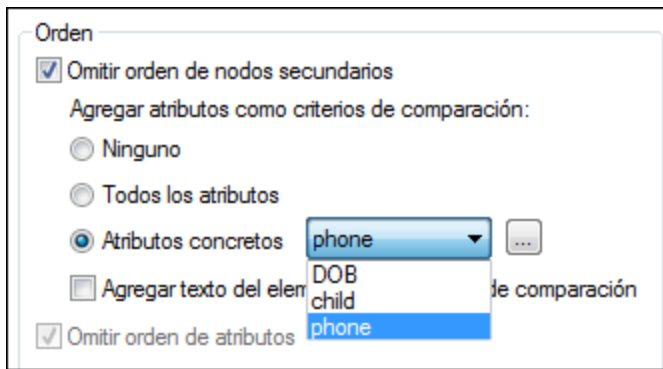 Orden
Omitir orden de nodos secundarios
Agregar atributos como criterios de comparación:
Ninguno
Todos los atributos
Atributos concretos phone ...
DOB
Agregar texto del elem de comparación
child
phone
Omitir orden de atributos